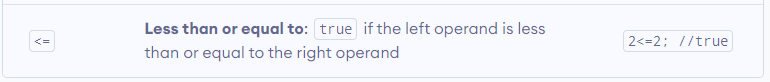 <= Less than or equal to: true if the left operand is less 2<=2; //true
than or equal to the right operand